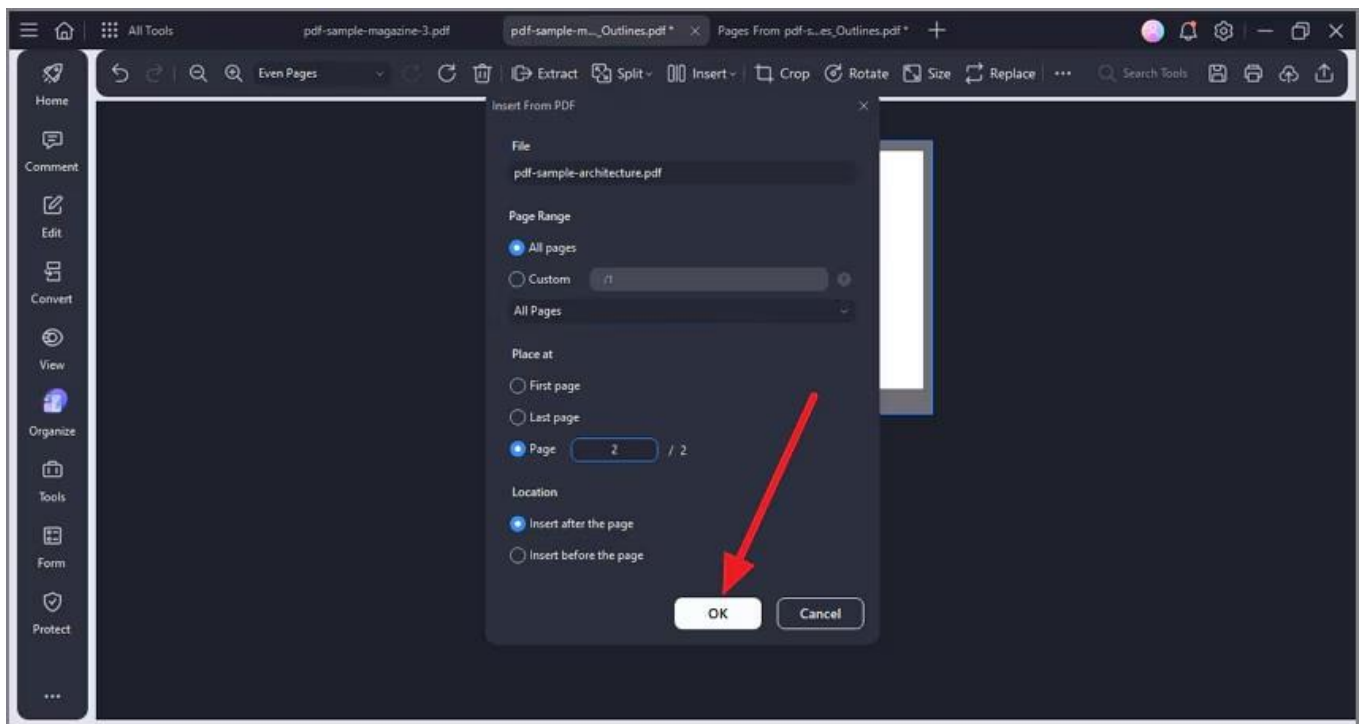 All Tools
pdf-sample-magazine-3.pdf
pdf-sample-m..._Outlines.pdf *
Pages From pdf-s...es_Outlines.pdf *
Even Pages
Extract
Split
Insert
Crop
Rotate
Size
Replace
Search Tools
Home
Comment
Edit
Convert
View
Organize
Tools
Form
Protect
Insert From PDF
File
pdf-sample-architecture.pdf
Page Range
All pages
Custom
/1
All Pages
Place at
First page
Last page
Page 2 / 2
Location
Insert after the page
Insert before the page
OK
Cancel